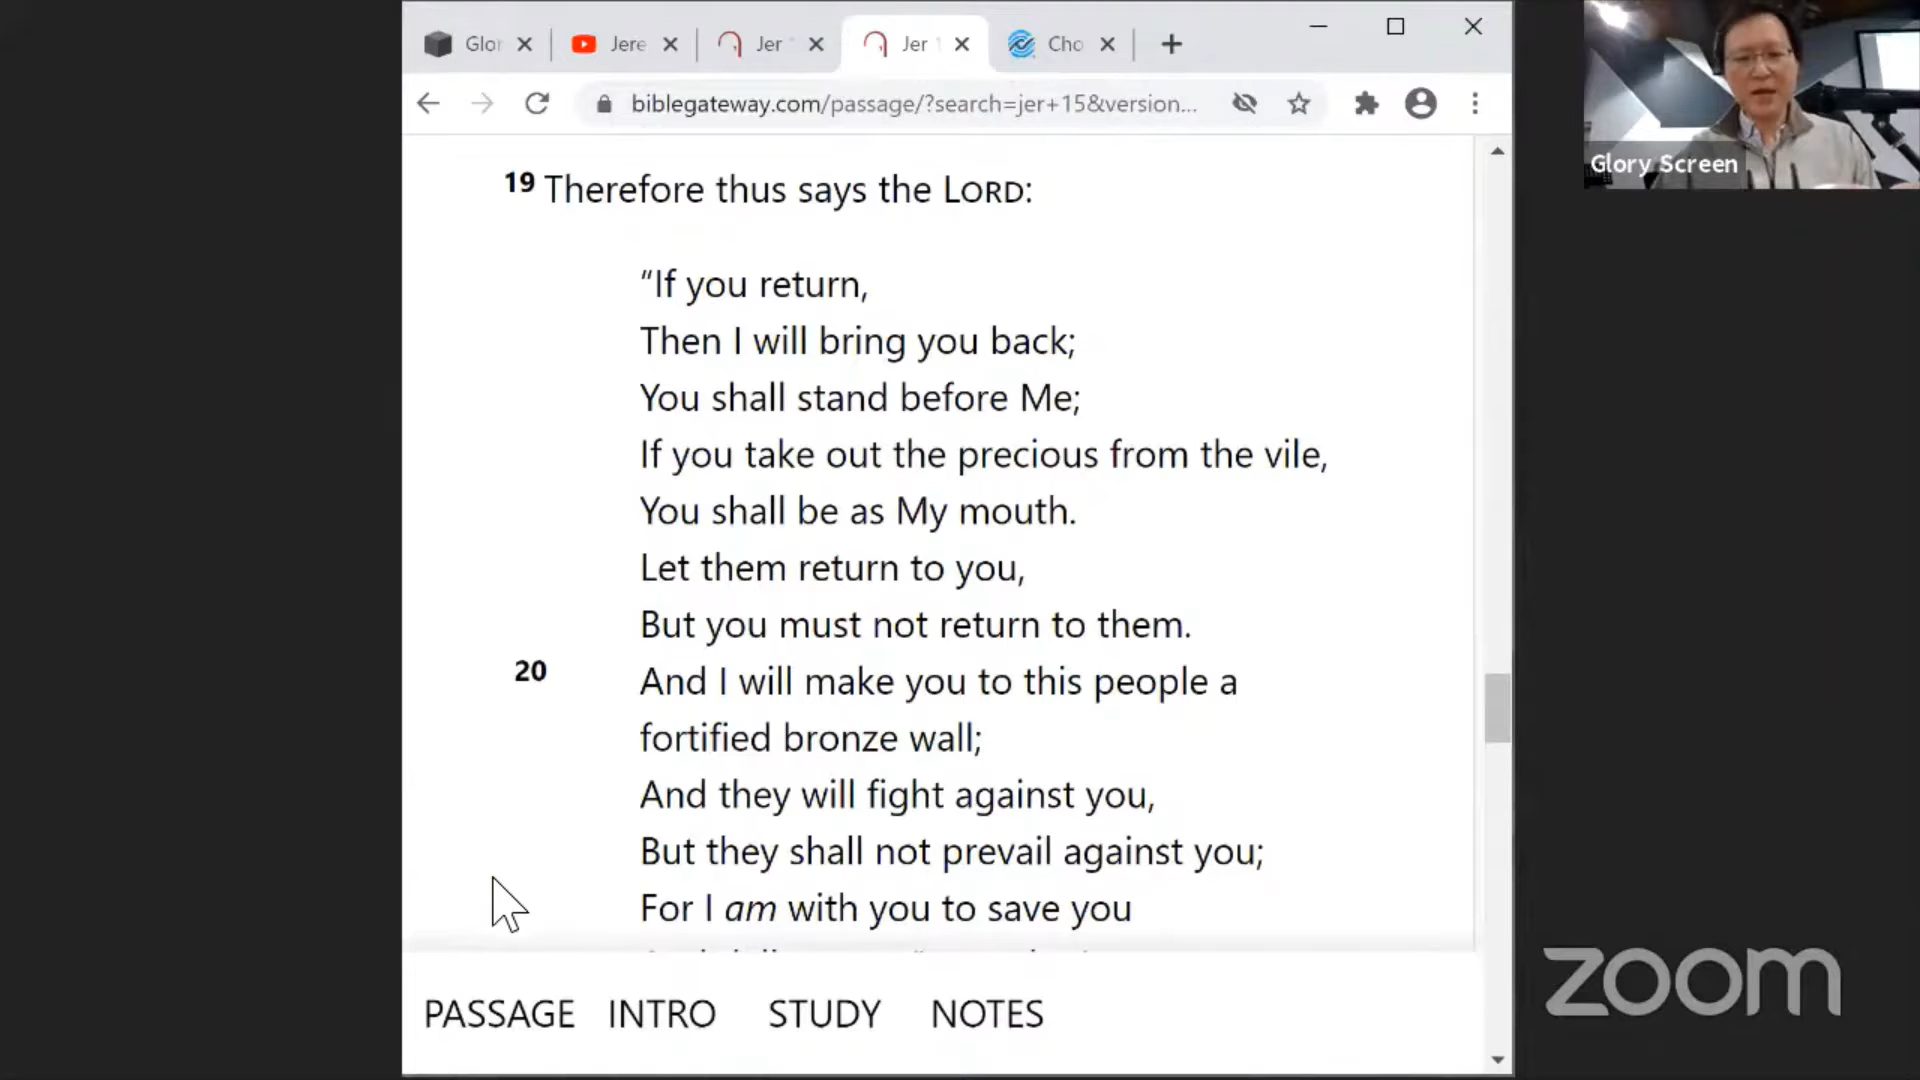 Glor
Jere
Jer
Jer 1
Cho
biblegateway.com/passage/?search=jer+15&version...
Glory Screen
19 Therefore thus says the LORD:
“If you return,
Then I will bring you back;
You shall stand before Me;
If you take out the precious from the vile,
You shall be as My mouth.
Let them return to you,
But you must not return to them.
20 And I will make you to this people a
fortified bronze wall;
And they will fight against you,
But they shall not prevail against you;
For I am with you to save you
PASSAGE INTRO STUDY NOTES
zoom